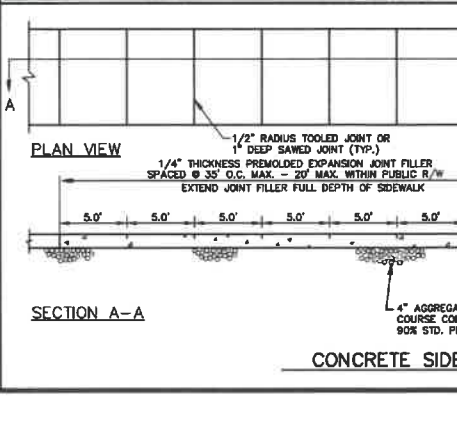 A
PLAN VIEW
1/2" RADIUS TOOLED JOINT OR
1" DEEP SAWED JOINT (TYP.)
1/4" THICKNESS PREMOLDED EXPANSION JOINT FILLER
SPACED @ 35' O.C. MAX. - 20' MAX. WITHIN PUBLIC R/W
EXTEND JOINT FILLER FULL DEPTH OF SIDEWALK
5.0' 5.0' 5.0' 5.0' 5.0' 5.0'
SECTION A-A
4" AGGREGA
COURSE CO
90% STD. P
CONCRETE SIDE